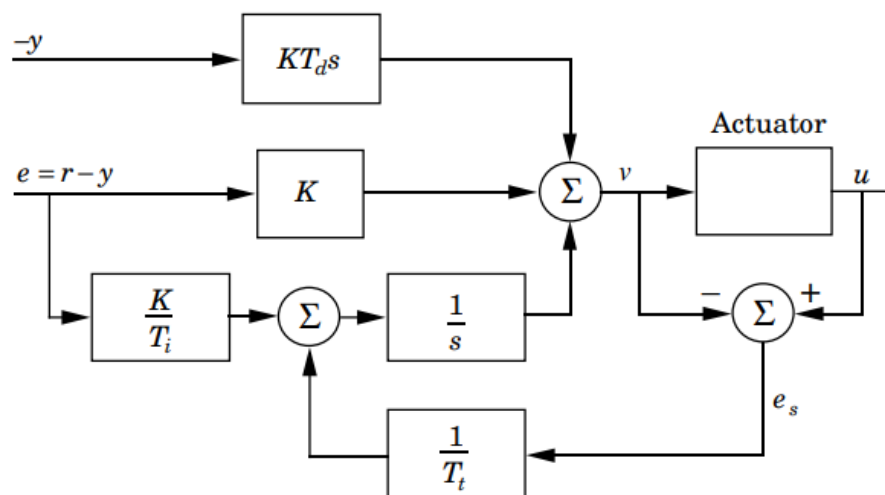 −y
KT_d s
Actuator
e = r − y
K
Σ
v
u
K
T_i
Σ
1
s
−
Σ
+
e_s
1
T_t